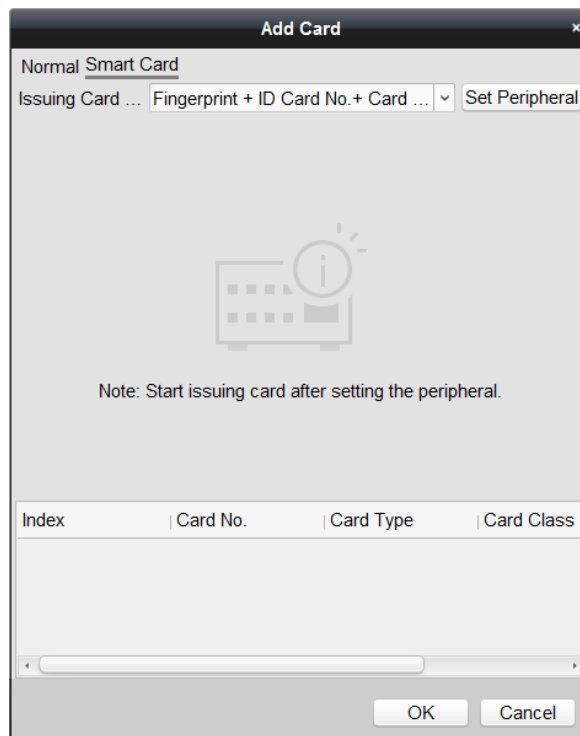 Add Card ×
Normal Smart Card
Issuing Card ... Fingerprint + ID Card No.+ Card ... Set Peripheral
Note: Start issuing card after setting the peripheral.
Index Card No. Card Type Card Class
OK Cancel